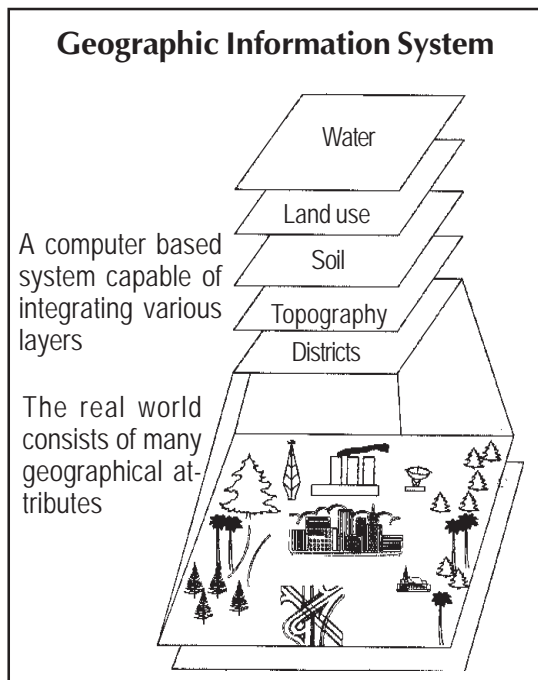 Geographic Information System
Water
Land use
Soil
Topography
Districts
A computer based
system capable of
integrating various
layers
The real world
consists of many
geographical at-
tributes